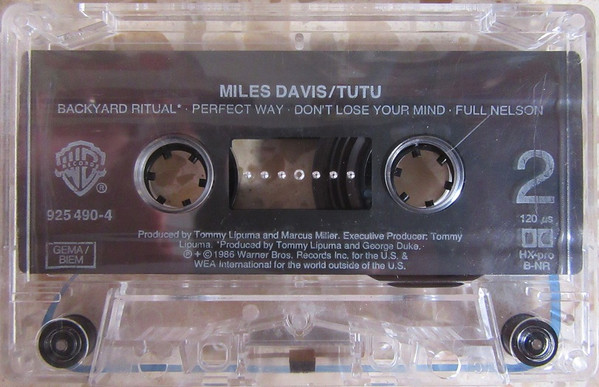 MILES DAVIS/TUTU
BACKYARD RITUAL* · PERFECT WAY · DON'T LOSE YOUR MIND · FULL NELSON
WB
RECORDS
®
925 490-4
2
120 µs
GEMA/
BIEM
HX-pro
B-NR
Produced by Tommy Lipuma and Marcus Miller. Executive Producer: Tommy
Lipuma. *Produced by Tommy Lipuma and George Duke.
℗ + © 1986 Warner Bros. Records Inc. for the U.S. &
WEA International for the world outside of the U.S.